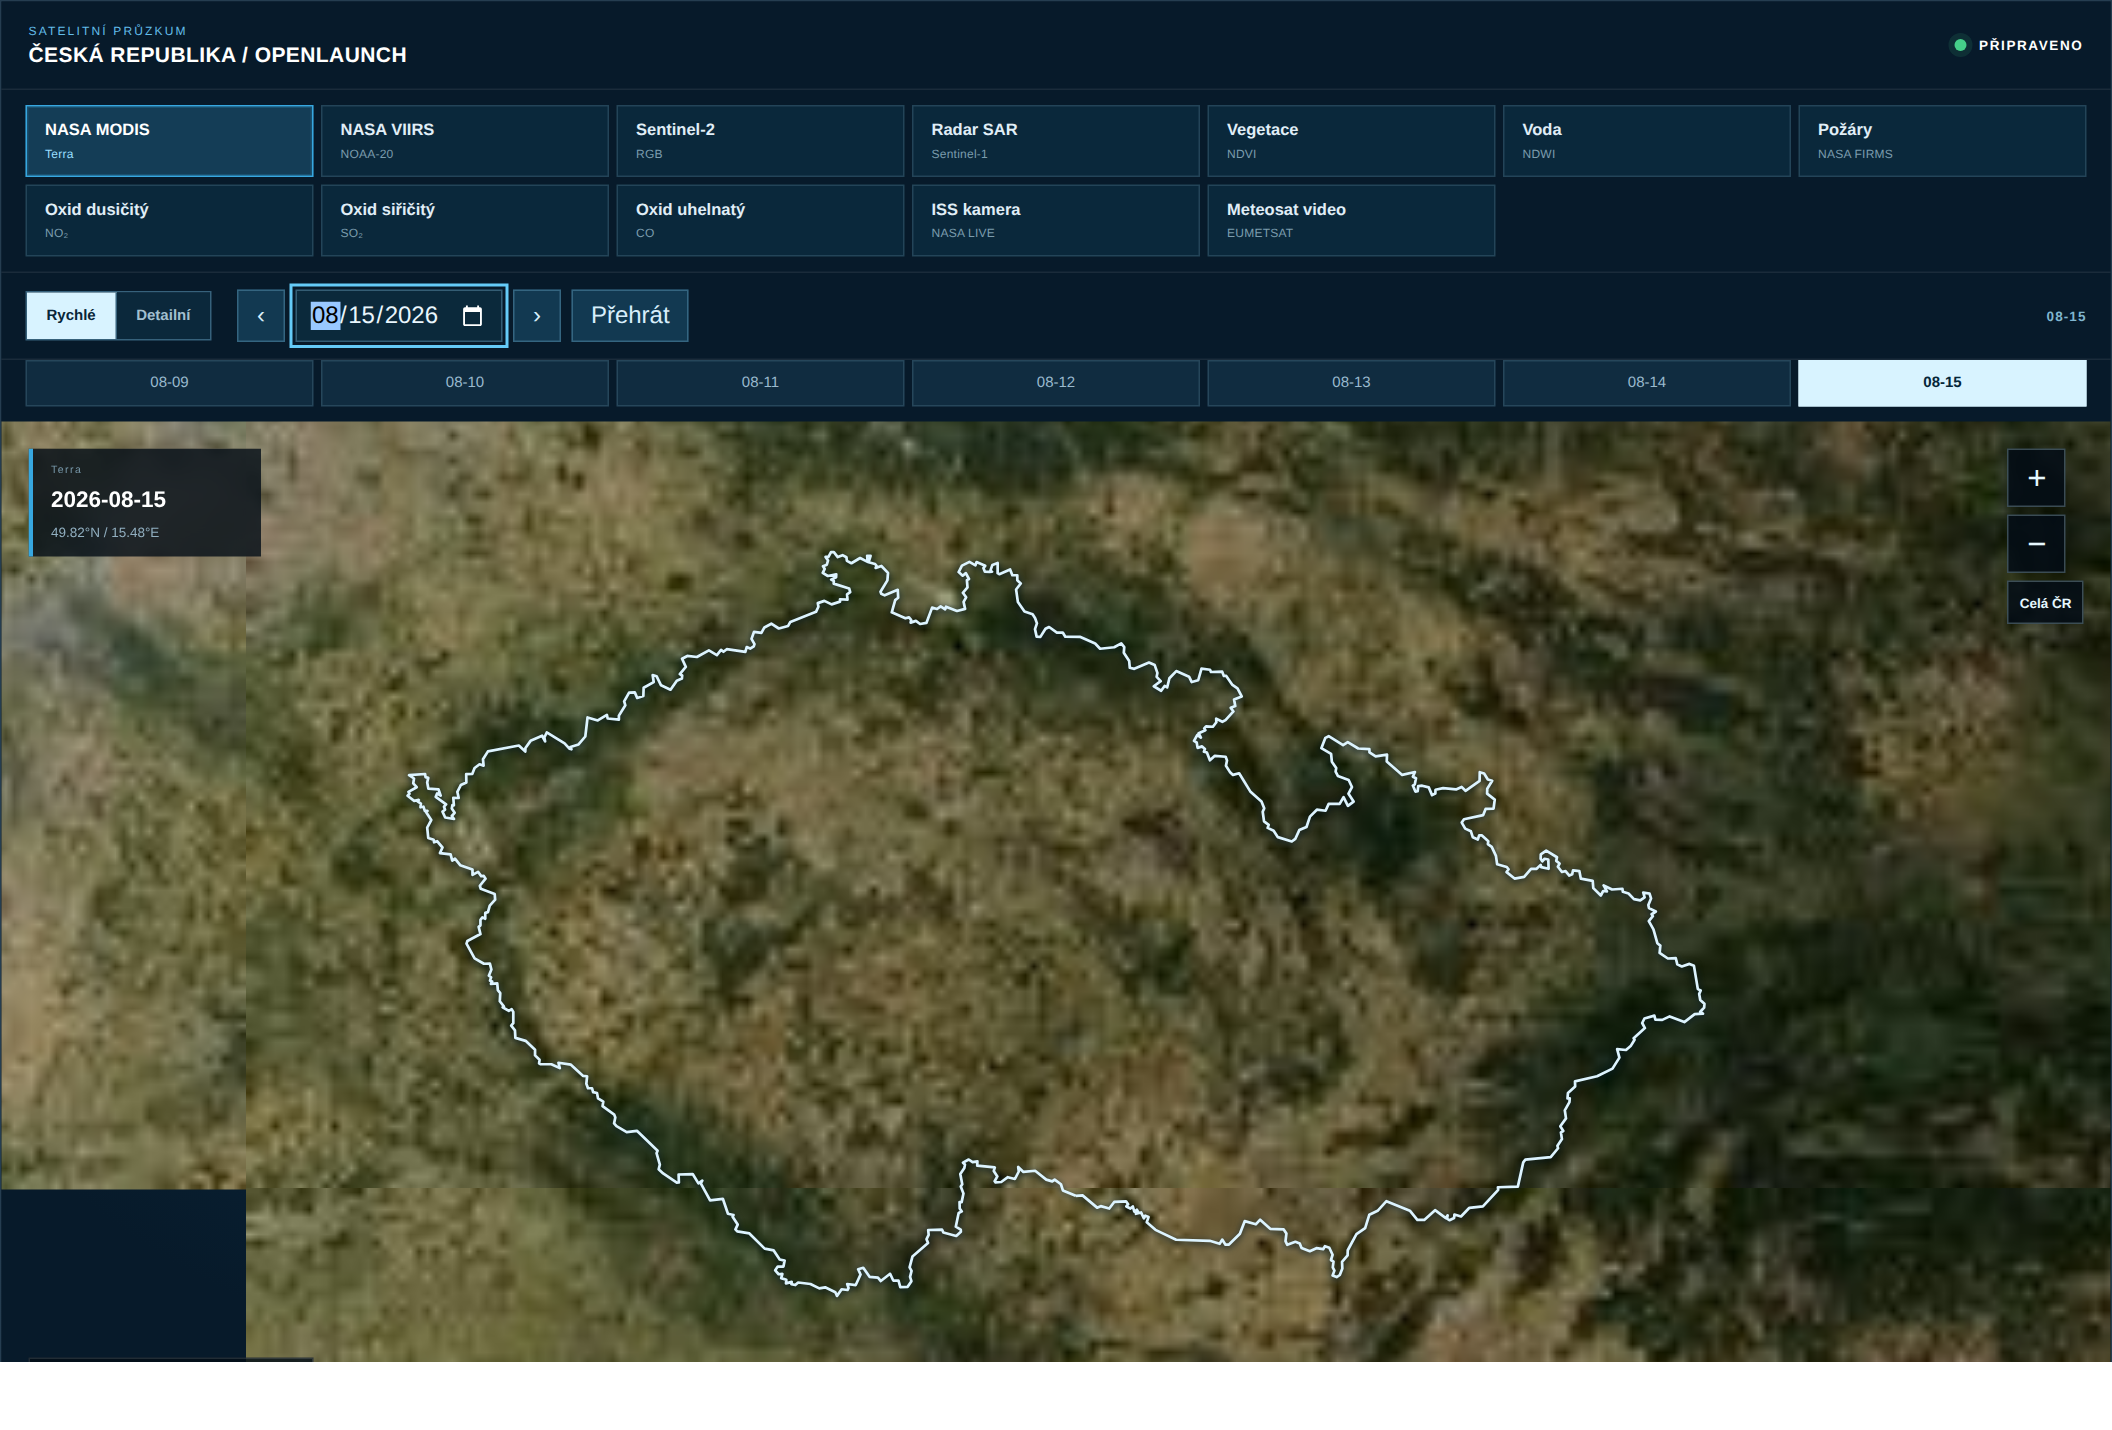 SATELITNÍ PRŮZKUM
ČESKÁ REPUBLIKA / OPENLAUNCH
PŘIPRAVENO
NASA MODIS
Terra
NASA VIIRS
NOAA-20
Sentinel-2
RGB
Radar SAR
Sentinel-1
Vegetace
NDVI
Voda
NDWI
Požáry
NASA FIRMS
Oxid dusičitý
NO₂
Oxid siřičitý
SO₂
Oxid uhelnatý
CO
ISS kamera
NASA LIVE
Meteosat video
EUMETSAT
Rychlé
Detailní
‹
08/15/2026
›
Přehrát
08-15
08-09
08-10
08-11
08-12
08-13
08-14
08-15
Terra
2026-08-15
49.82°N / 15.48°E
+
−
Celá ČR